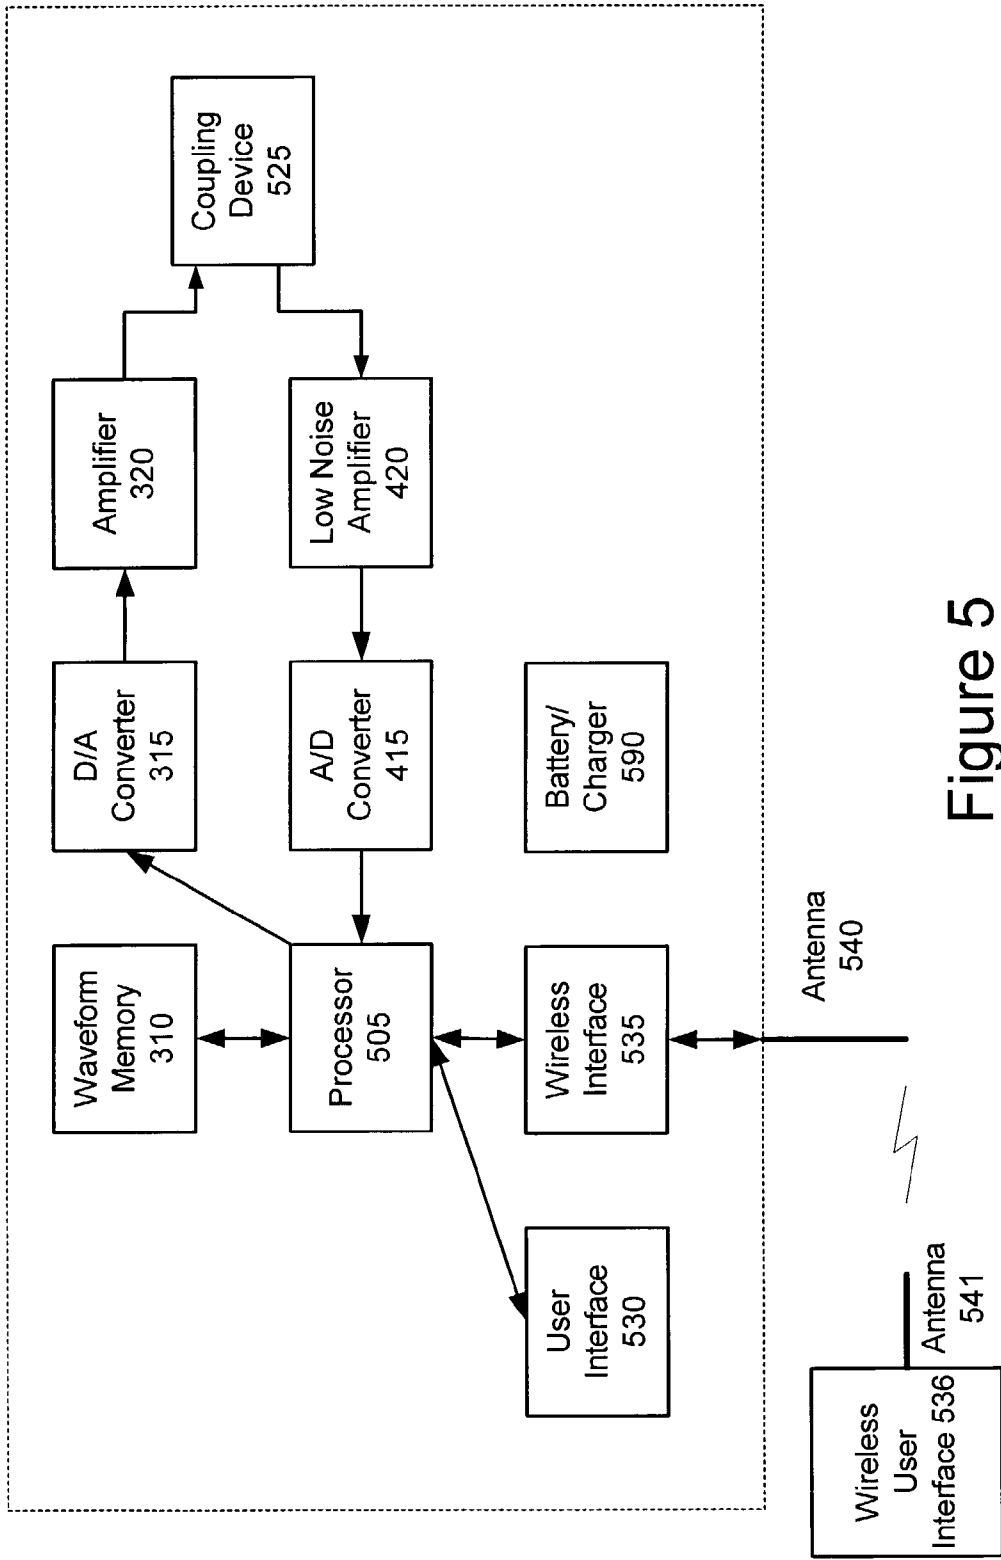 Waveform
Memory
310
D/A
Converter
315
Amplifier
320
Coupling
Device
525
Processor
505
A/D
Converter
415
Low Noise
Amplifier
420
User
Interface
530
Wireless
Interface
535
Battery/
Charger
590
Wireless
User
Interface 536
Antenna
541
Antenna
540
Figure 5